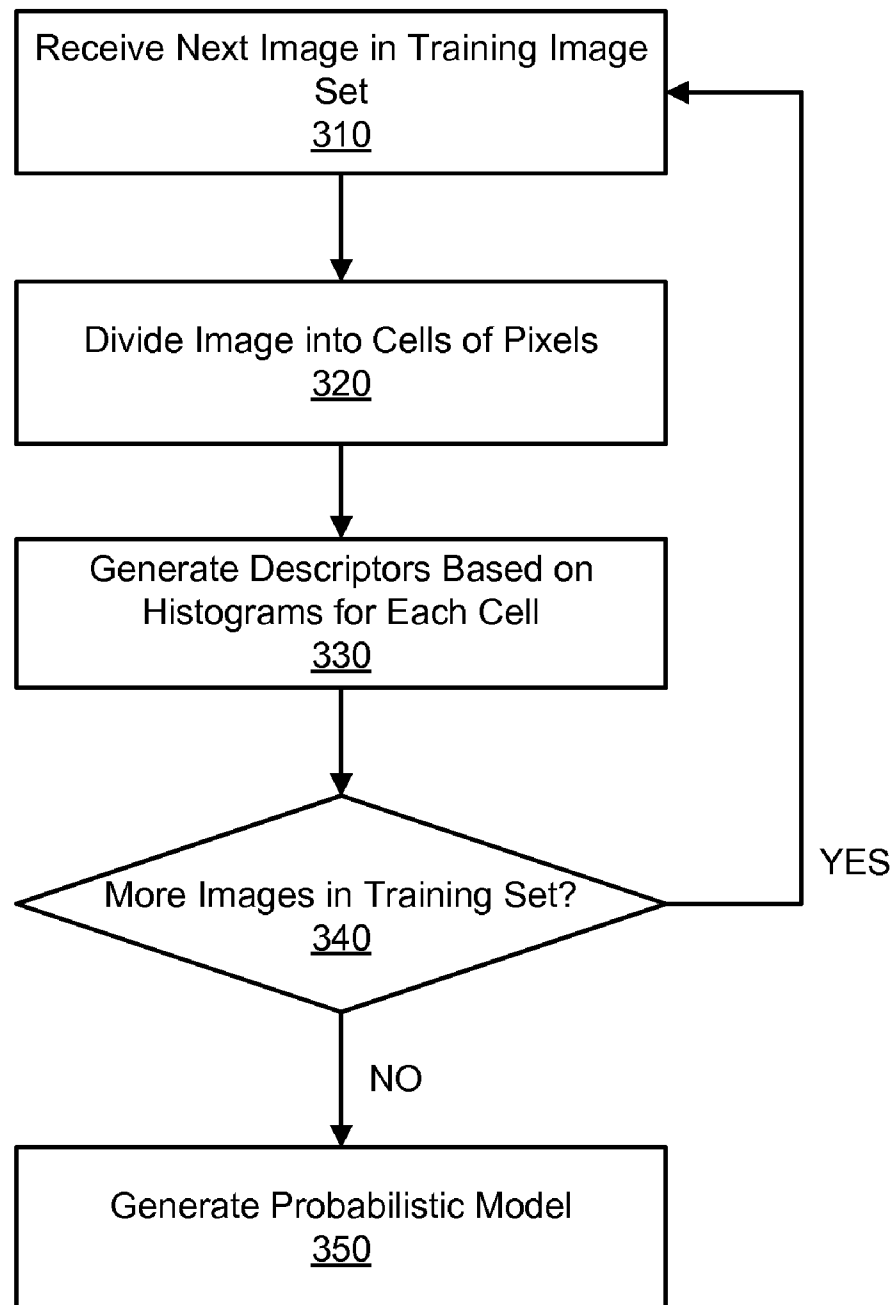 Receive Next Image in Training Image
Set
310
Divide Image into Cells of Pixels
320
Generate Descriptors Based on
Histograms for Each Cell
330
More Images in Training Set?
340
YES
NO
Generate Probabilistic Model
350